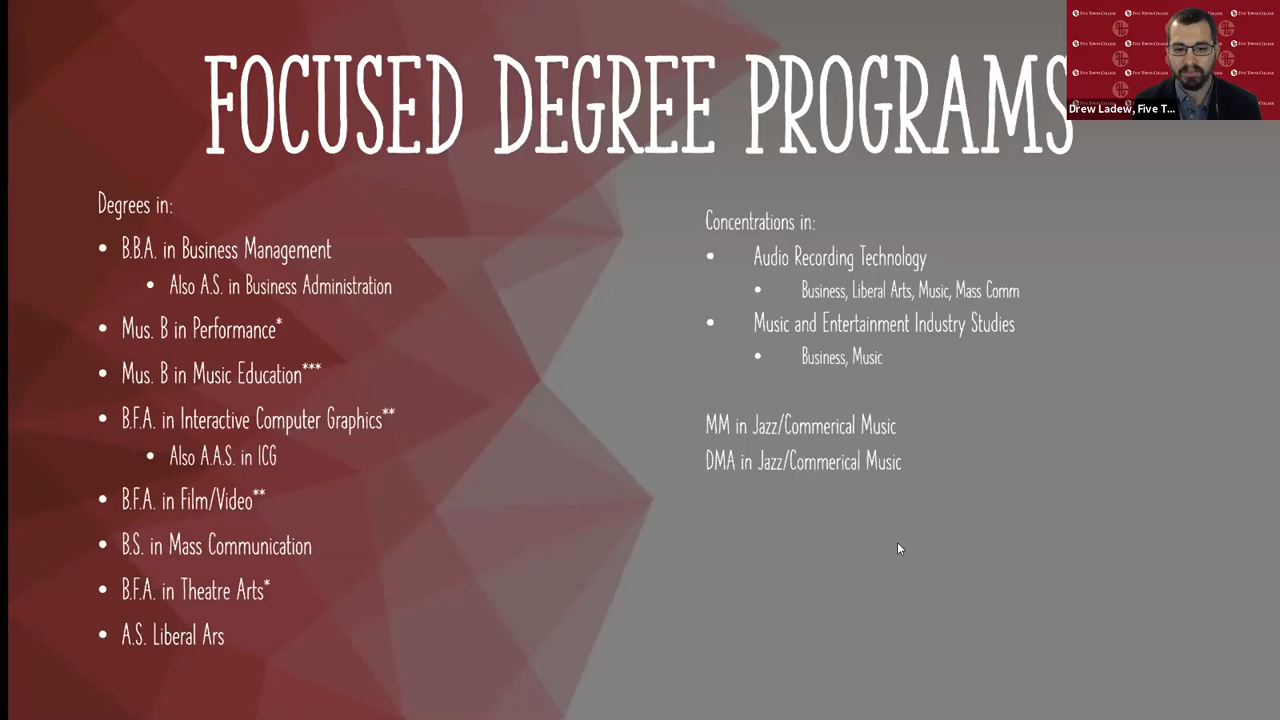 FOCUSED DEGREE PROGRAMS
Degrees in:
• B.B.A. in Business Management
• Also A.S. in Business Administration
• Mus. B in Performance*
• Mus. B in Music Education***
• B.F.A. in Interactive Computer Graphics**
• Also A.A.S. in ICG
• B.F.A. in Film/Video**
• B.S. in Mass Communication
• B.F.A. in Theatre Arts*
• A.S. Liberal Ars
Concentrations in:
• Audio Recording Technology
• Business, Liberal Arts, Music, Mass Comm
• Music and Entertainment Industry Studies
• Business, Music
MM in Jazz/Commerical Music
DMA in Jazz/Commerical Music
FIVE TOWNS COLLEGE
Drew Ladew, Five T...